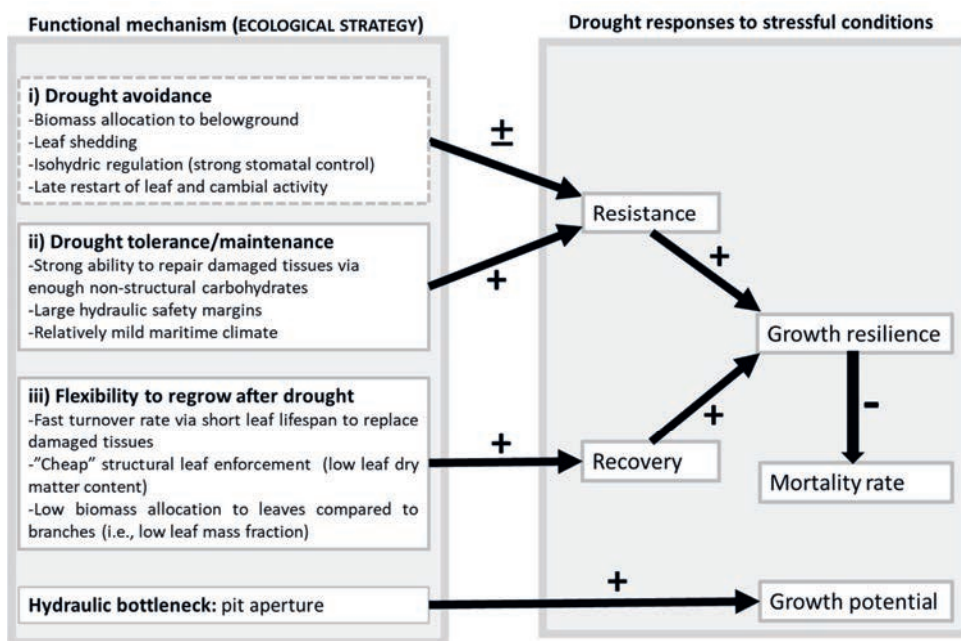 Functional mechanism (ECOLOGICAL STRATEGY)
i) Drought avoidance
-Biomass allocation to belowground
-Leaf shedding
-Isohydric regulation (strong stomatal control)
-Late restart of leaf and cambial activity
ii) Drought tolerance/maintenance
-Strong ability to repair damaged tissues via
enough non-structural carbohydrates
-Large hydraulic safety margins
-Relatively mild maritime climate
iii) Flexibility to regrow after drought
-Fast turnover rate via short leaf lifespan to replace
damaged tissues
-"Cheap" structural leaf enforcement (low leaf dry
matter content)
-Low biomass allocation to leaves compared to
branches (i.e., low leaf mass fraction)
Hydraulic bottleneck: pit aperture
±
+
+
+
Drought responses to stressful conditions
Resistance
+
Growth resilience
+
Recovery
-
Mortality rate
Growth potential